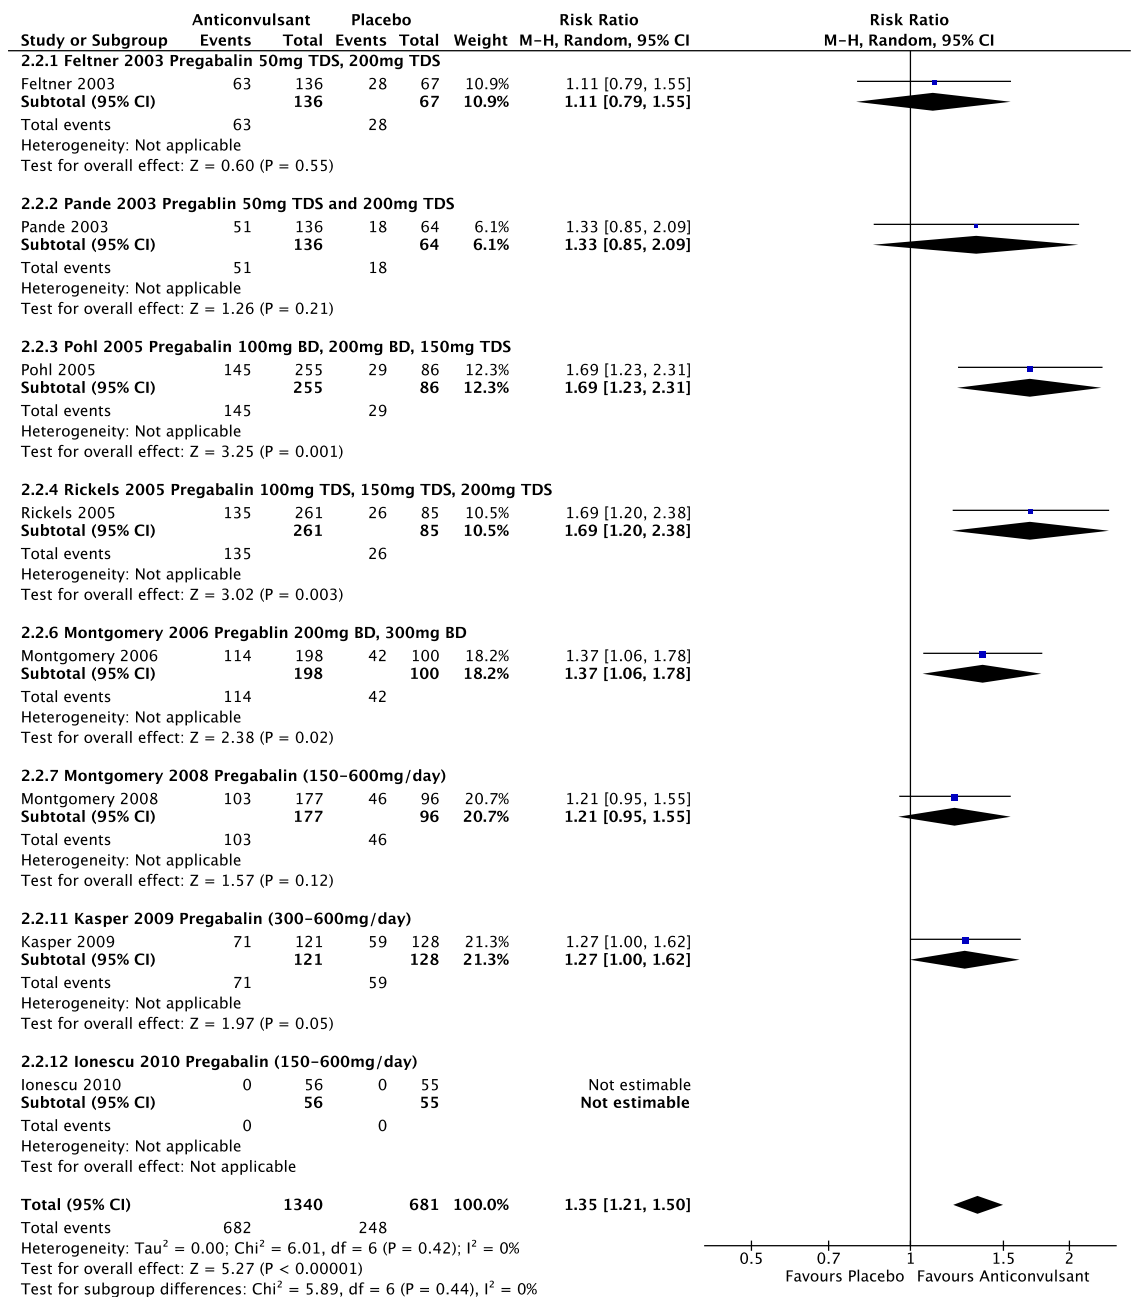 Anticonvulsant Placebo Risk Ratio Risk Ratio
Study or Subgroup Events Total Events Total Weight M-H, Random, 95% CI M-H, Random, 95% CI
2.2.1 Feltner 2003 Pregabalin 50mg TDS, 200mg TDS
Feltner 2003 63 136 28 67 10.9% 1.11 [0.79, 1.55]
Subtotal (95% CI) 136 67 10.9% 1.11 [0.79, 1.55]
Total events 63 28
Heterogeneity: Not applicable
Test for overall effect: Z = 0.60 (P = 0.55)
2.2.2 Pande 2003 Pregablin 50mg TDS and 200mg TDS
Pande 2003 51 136 18 64 6.1% 1.33 [0.85, 2.09]
Subtotal (95% CI) 136 64 6.1% 1.33 [0.85, 2.09]
Total events 51 18
Heterogeneity: Not applicable
Test for overall effect: Z = 1.26 (P = 0.21)
2.2.3 Pohl 2005 Pregabalin 100mg BD, 200mg BD, 150mg TDS
Pohl 2005 145 255 29 86 12.3% 1.69 [1.23, 2.31]
Subtotal (95% CI) 255 86 12.3% 1.69 [1.23, 2.31]
Total events 145 29
Heterogeneity: Not applicable
Test for overall effect: Z = 3.25 (P = 0.001)
2.2.4 Rickels 2005 Pregabalin 100mg TDS, 150mg TDS, 200mg TDS
Rickels 2005 135 261 26 85 10.5% 1.69 [1.20, 2.38]
Subtotal (95% CI) 261 85 10.5% 1.69 [1.20, 2.38]
Total events 135 26
Heterogeneity: Not applicable
Test for overall effect: Z = 3.02 (P = 0.003)
2.2.6 Montgomery 2006 Pregablin 200mg BD, 300mg BD
Montgomery 2006 114 198 42 100 18.2% 1.37 [1.06, 1.78]
Subtotal (95% CI) 198 100 18.2% 1.37 [1.06, 1.78]
Total events 114 42
Heterogeneity: Not applicable
Test for overall effect: Z = 2.38 (P = 0.02)
2.2.7 Montgomery 2008 Pregabalin (150-600mg/day)
Montgomery 2008 103 177 46 96 20.7% 1.21 [0.95, 1.55]
Subtotal (95% CI) 177 96 20.7% 1.21 [0.95, 1.55]
Total events 103 46
Heterogeneity: Not applicable
Test for overall effect: Z = 1.57 (P = 0.12)
2.2.11 Kasper 2009 Pregabalin (300-600mg/day)
Kasper 2009 71 121 59 128 21.3% 1.27 [1.00, 1.62]
Subtotal (95% CI) 121 128 21.3% 1.27 [1.00, 1.62]
Total events 71 59
Heterogeneity: Not applicable
Test for overall effect: Z = 1.97 (P = 0.05)
2.2.12 Ionescu 2010 Pregabalin (150-600mg/day)
Ionescu 2010 0 56 0 55 Not estimable
Subtotal (95% CI) 56 55 Not estimable
Total events 0 0
Heterogeneity: Not applicable
Test for overall effect: Not applicable
Total (95% CI) 1340 681 100.0% 1.35 [1.21, 1.50]
Total events 682 248
Heterogeneity: Tau² = 0.00; Chi² = 6.01, df = 6 (P = 0.42); I² = 0%
Test for overall effect: Z = 5.27 (P < 0.00001)
Test for subgroup differences: Chi² = 5.89, df = 6 (P = 0.44), I² = 0%
0.5 0.7 1 1.5 2
Favours Placebo Favours Anticonvulsant